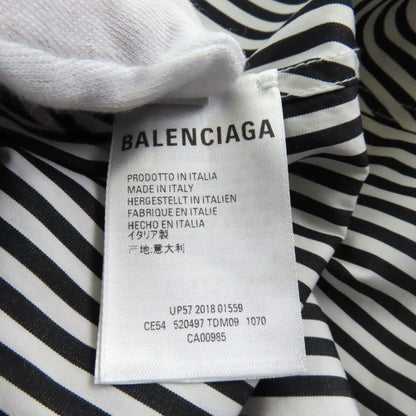 BALENCIAGA
PRODOTTO IN ITALIA
MADE IN ITALY
HERGESTELLT IN ITALIEN
FABRIQUE EN ITALIE
HECHO EN ITALIA
イタリア製
产地:意大利
UP57 2018 01559
CE54 520497 TDM09 1070
CA00985